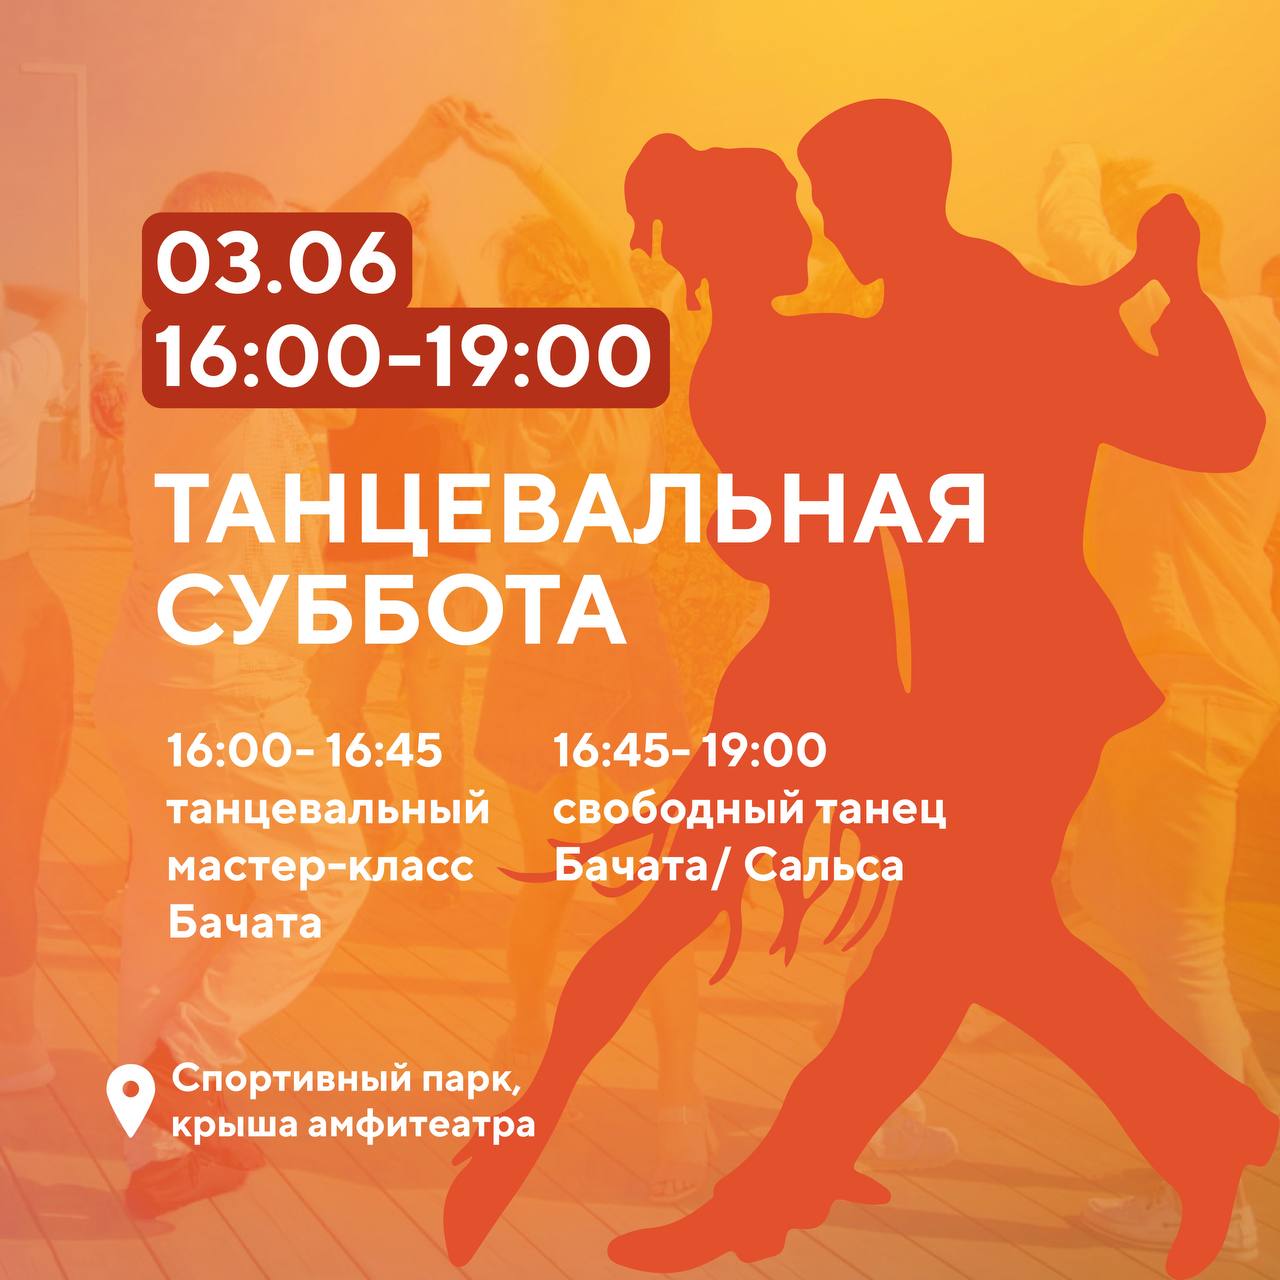 03.06
16:00-19:00
ТАНЦЕВАЛЬНАЯ
СУББОТА
16:00- 16:45
танцевальный
мастер-класс
Бачата
16:45- 19:00
свободный танец
Бачата/ Сальса
Спортивный парк,
крыша амфитеатра